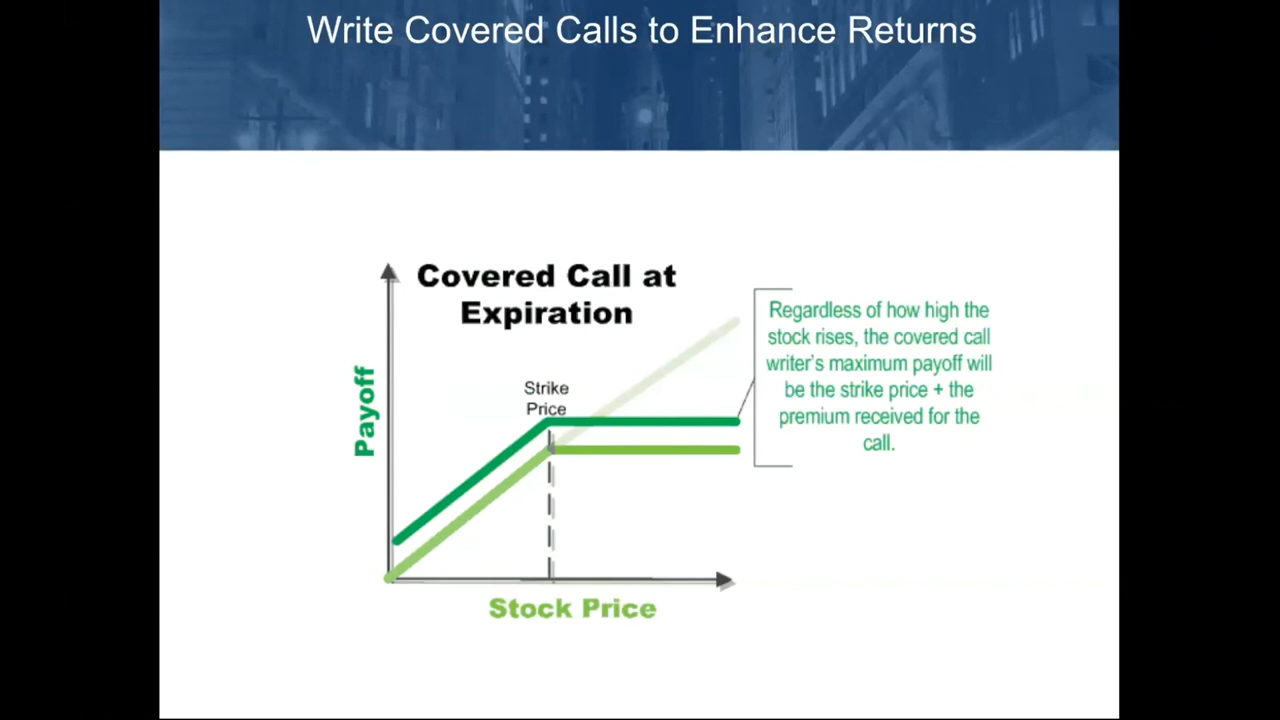 Write Covered Calls to Enhance Returns
Covered Call at
Expiration
Regardless of how high the
stock rises, the covered call
writer's maximum payoff will
be the strike price + the
premium received for the
call.
Strike
Price
Payoff
Stock Price